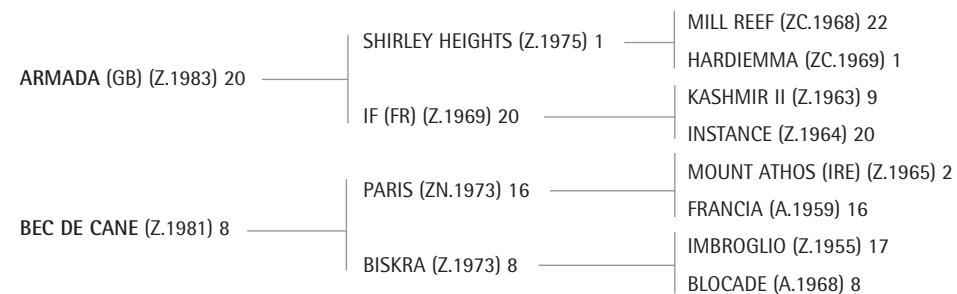 MILL REEF (ZC.1968) 22
SHIRLEY HEIGHTS (Z.1975) 1
HARDIEMMA (ZC.1969) 1
ARMADA (GB) (Z.1983) 20
KASHMIR II (Z.1963) 9
IF (FR) (Z.1969) 20
INSTANCE (Z.1964) 20
MOUNT ATHOS (IRE) (Z.1965) 2
PARIS (ZN.1973) 16
FRANCIA (A.1959) 16
BEC DE CANE (Z.1981) 8
IMBROGLIO (Z.1955) 17
BISKRA (Z.1973) 8
BLOCADE (A.1968) 8